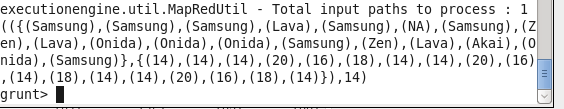 executionengine.util.MapRedUtil - Total input paths to process : 1
(({(Samsung),(Samsung),(Samsung),(Lava),(Samsung),(NA),(Samsung),(Z
en),(Lava),(Onida),(Onida),(Onida),(Samsung),(Zen),(Lava),(Akai),(O
nida),(Samsung)},{(14),(14),(14),(20),(16),(18),(14),(14),(20),(16)
,(14),(18),(14),(14),(20),(16),(18),(14)}),14)
grunt>